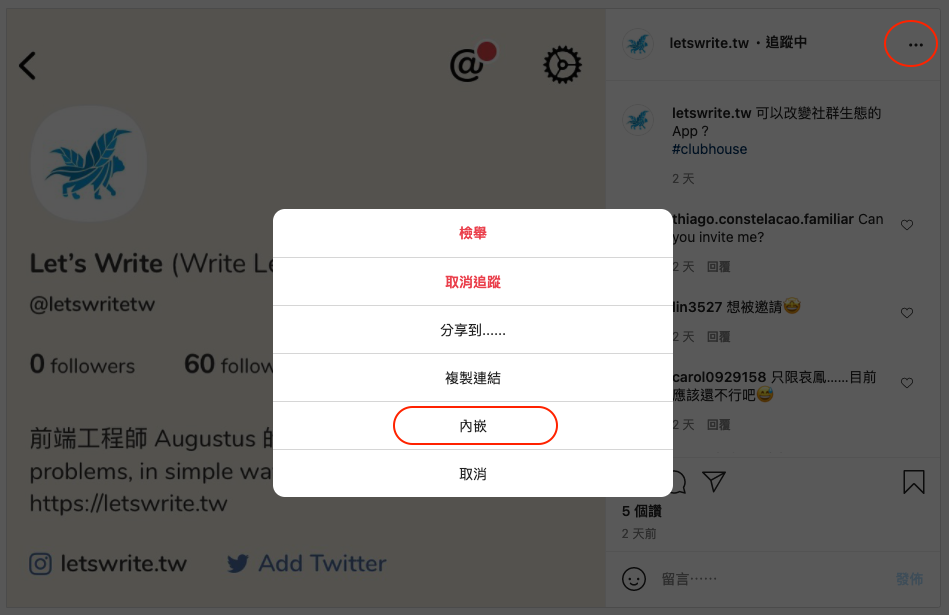 @
Let's Write (Write Le
@letswritetw
0 followers
60 follow
前端工程師 Augustus 的
problems, in simple wa
https://letswrite.tw
letswrite.tw
Add Twitter
letswrite.tw • 追蹤中
letswrite.tw 可以改變社群生態的
App？
#clubhouse
2 天
thiago.constelacao.familiar Can
you invite me?
2 天 回覆
lin3527 想被邀請🤩
2 天 回覆
carol0929158 只限哀鳳......目前
應該還不行吧😅
2 天 回覆
5 個讚
2 天前
留言⋯⋯
發佈
檢舉
取消追蹤
分享到......
複製連結
內嵌
取消